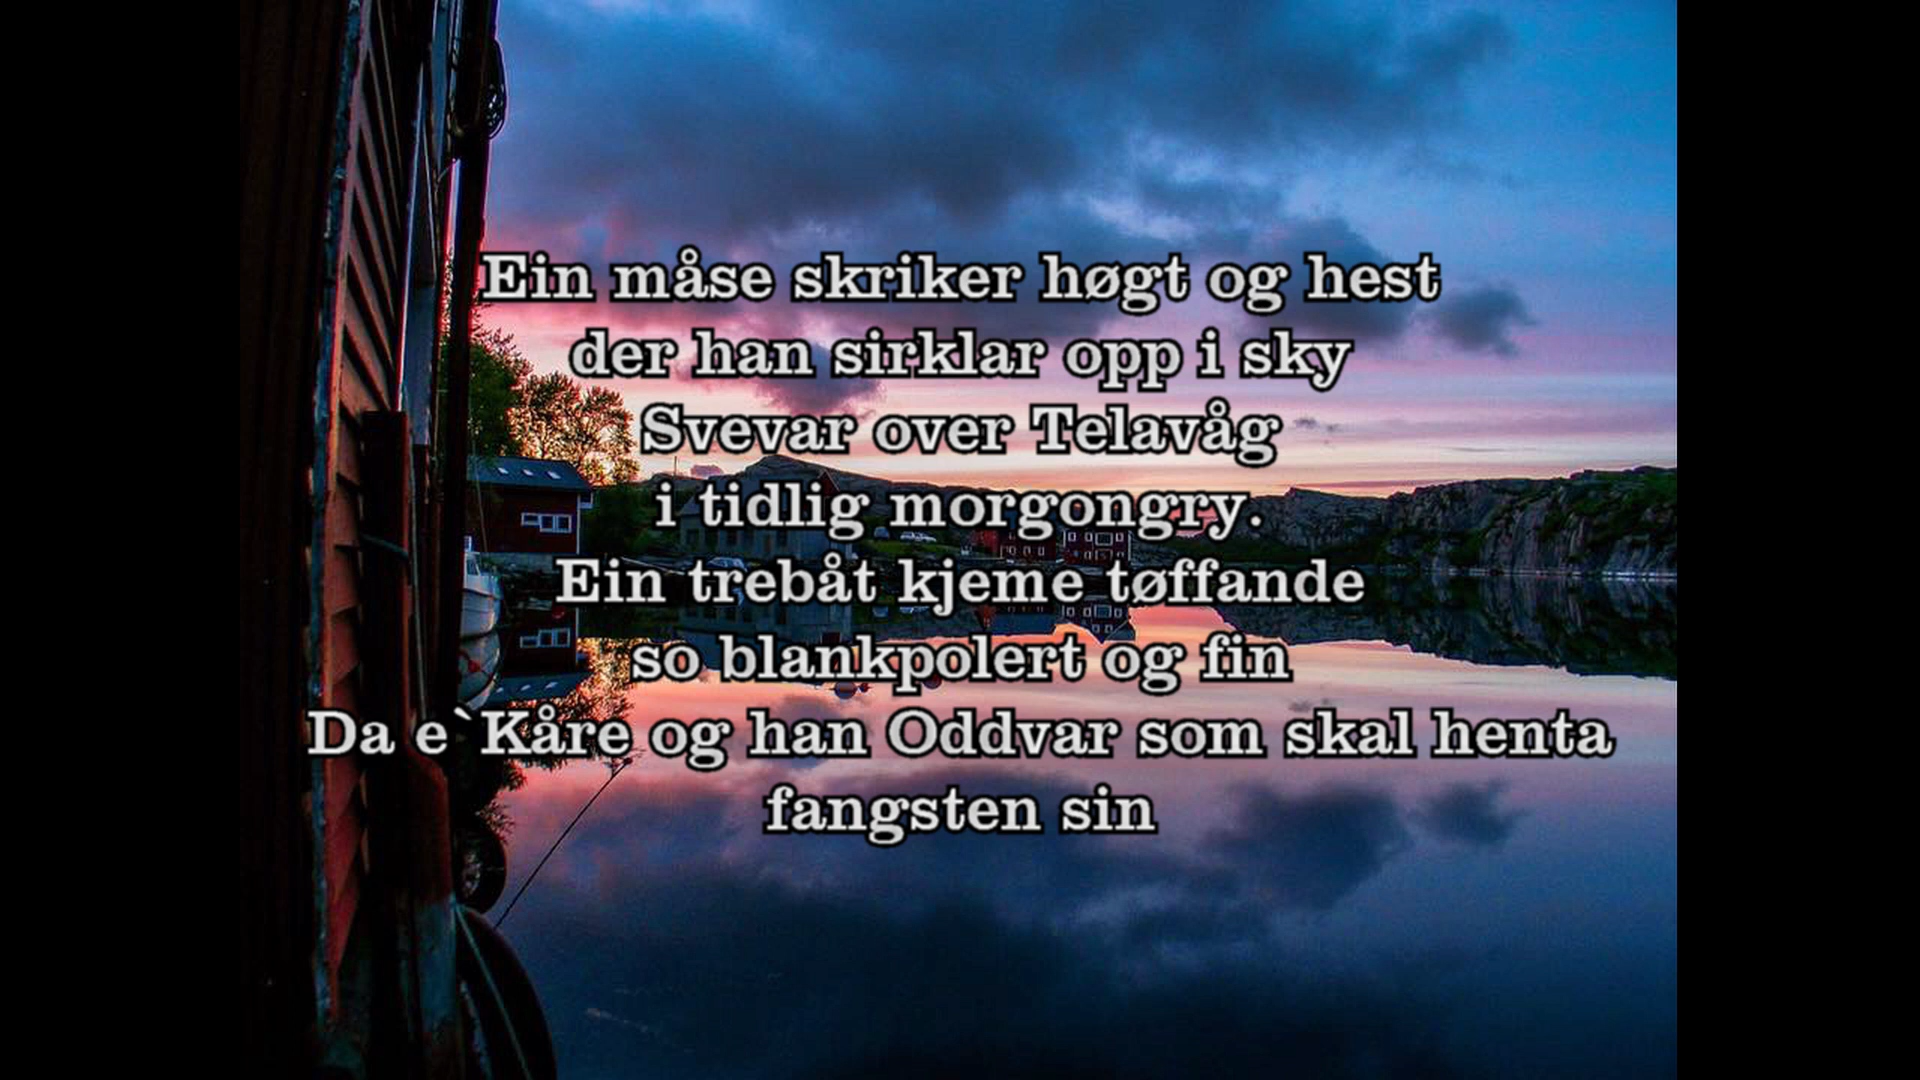 Ein måse skriker høgt og hest
der han sirklar opp i sky
Svevar over Telavåg
i tidlig morgongry.
Ein trebåt kjeme tøffande
so blankpolert og fin
Da e`Kåre og han Oddvar som skal henta
fangsten sin